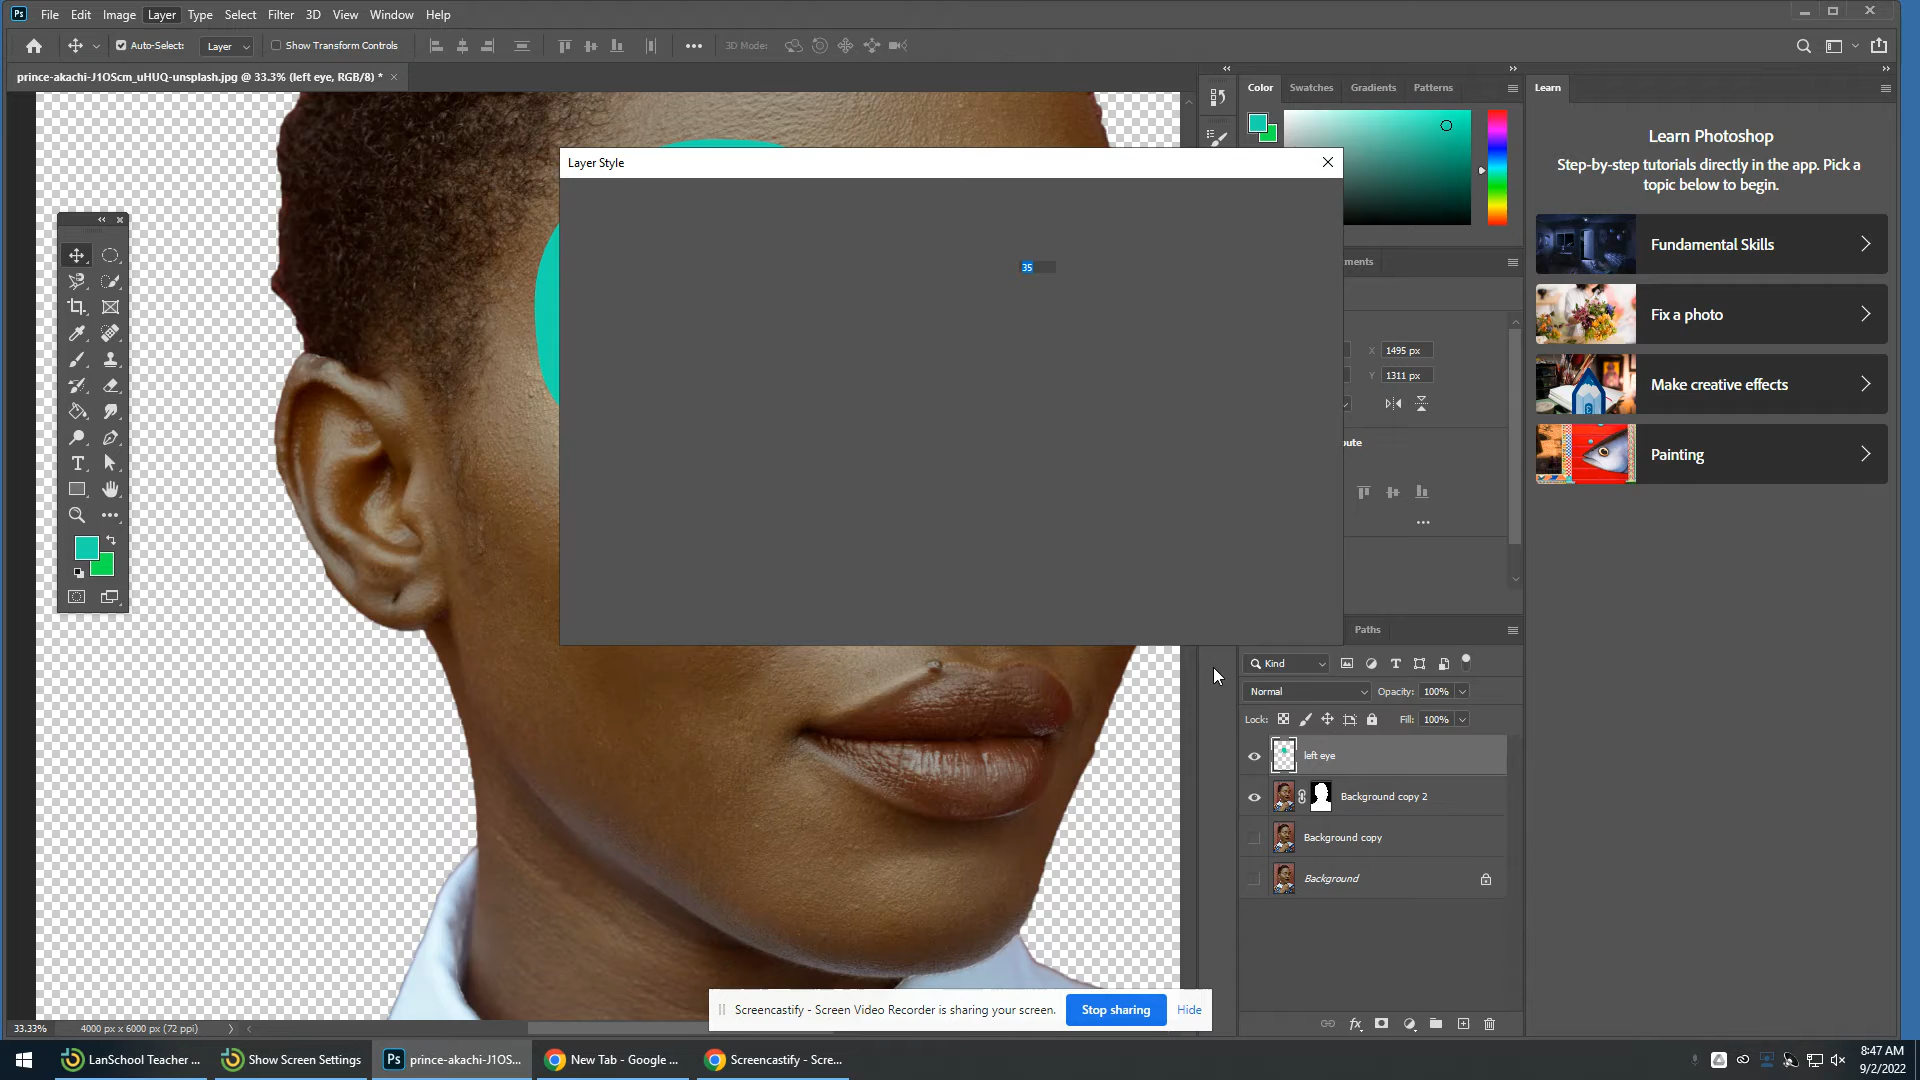 Ps File Edit Image Layer Type Select Filter 3D View Window Help
Auto-Select: Layer Show Transform Controls 3D Mode:
prince-akachi-J1OScm_uHUQ-unsplash.jpg @ 33.3% (left eye, RGB/8) *
Color Swatches Gradients Patterns
Learn
Learn Photoshop
Step-by-step tutorials directly in the app. Pick a
topic below to begin.
Fundamental Skills
Fix a photo
Make creative effects
Painting
Layer Style
35
ments
X 1495 px
Y 1311 px
ute
Paths
Kind
Normal Opacity: 100%
Lock: Fill: 100%
left eye
Background copy 2
Background copy
Background
fx
Screencastify - Screen Video Recorder is sharing your screen. Stop sharing Hide
33.33% 4000 px x 6000 px (72 ppi)
LanSchool Teacher ... Show Screen Settings Ps prince-akachi-J1OS... New Tab - Google ... Screencastify - Scre...
8:47 AM
9/2/2022